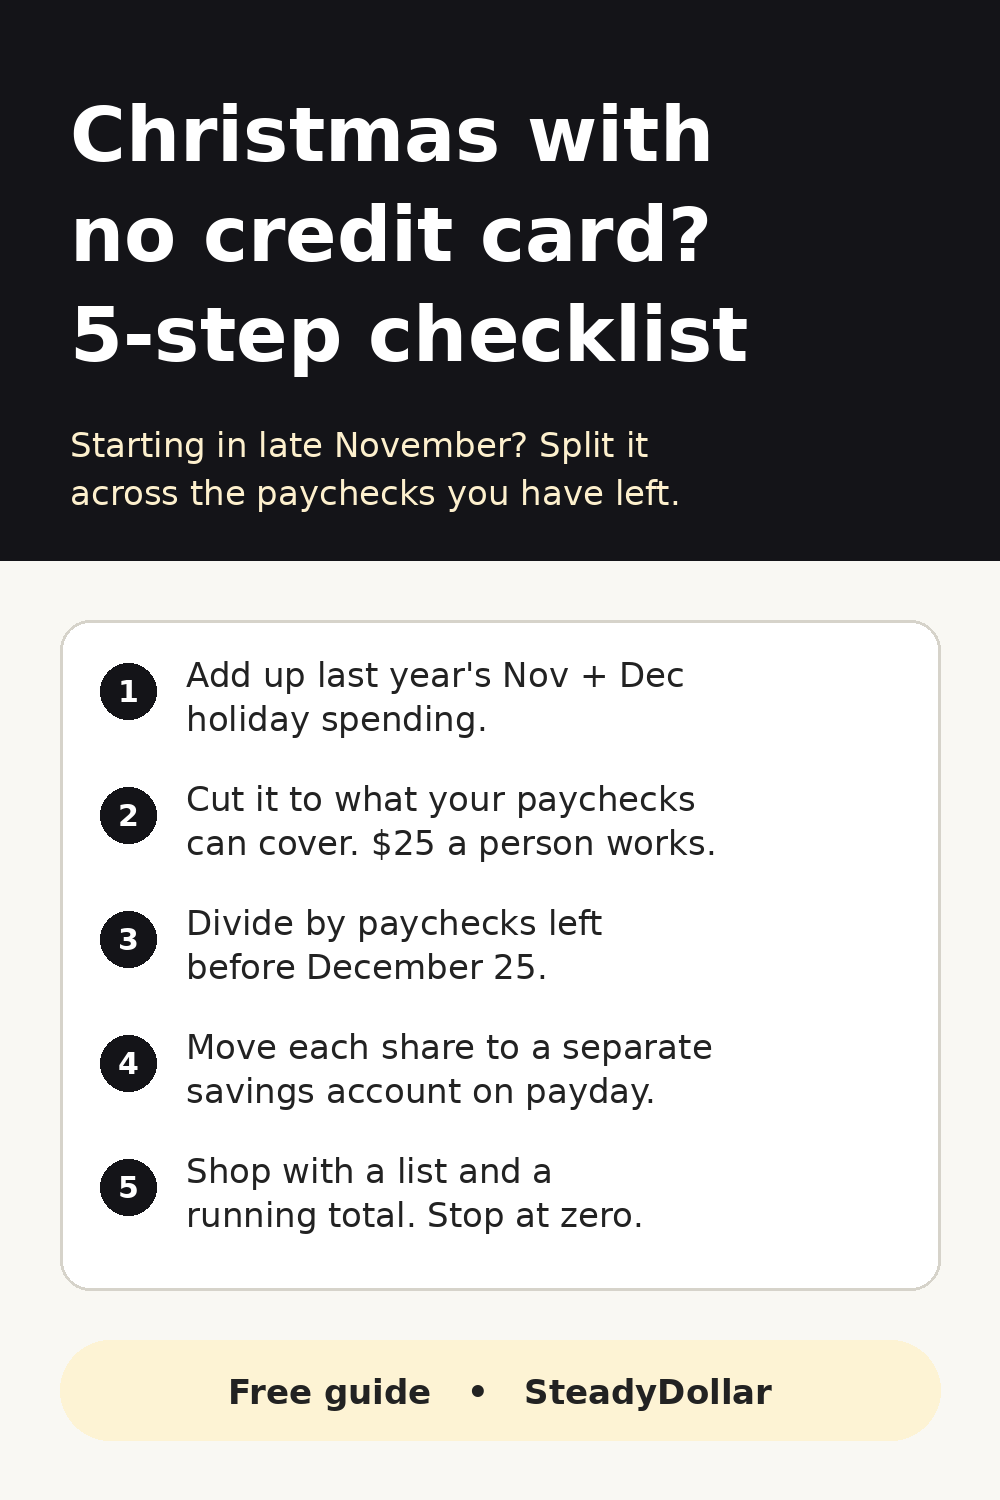 Christmas with
no credit card?
5-step checklist
Starting in late November? Split it
across the paychecks you have left.
1 Add up last year's Nov + Dec
holiday spending.
2 Cut it to what your paychecks
can cover. $25 a person works.
3 Divide by paychecks left
before December 25.
4 Move each share to a separate
savings account on payday.
5 Shop with a list and a
running total. Stop at zero.
Free guide • SteadyDollar